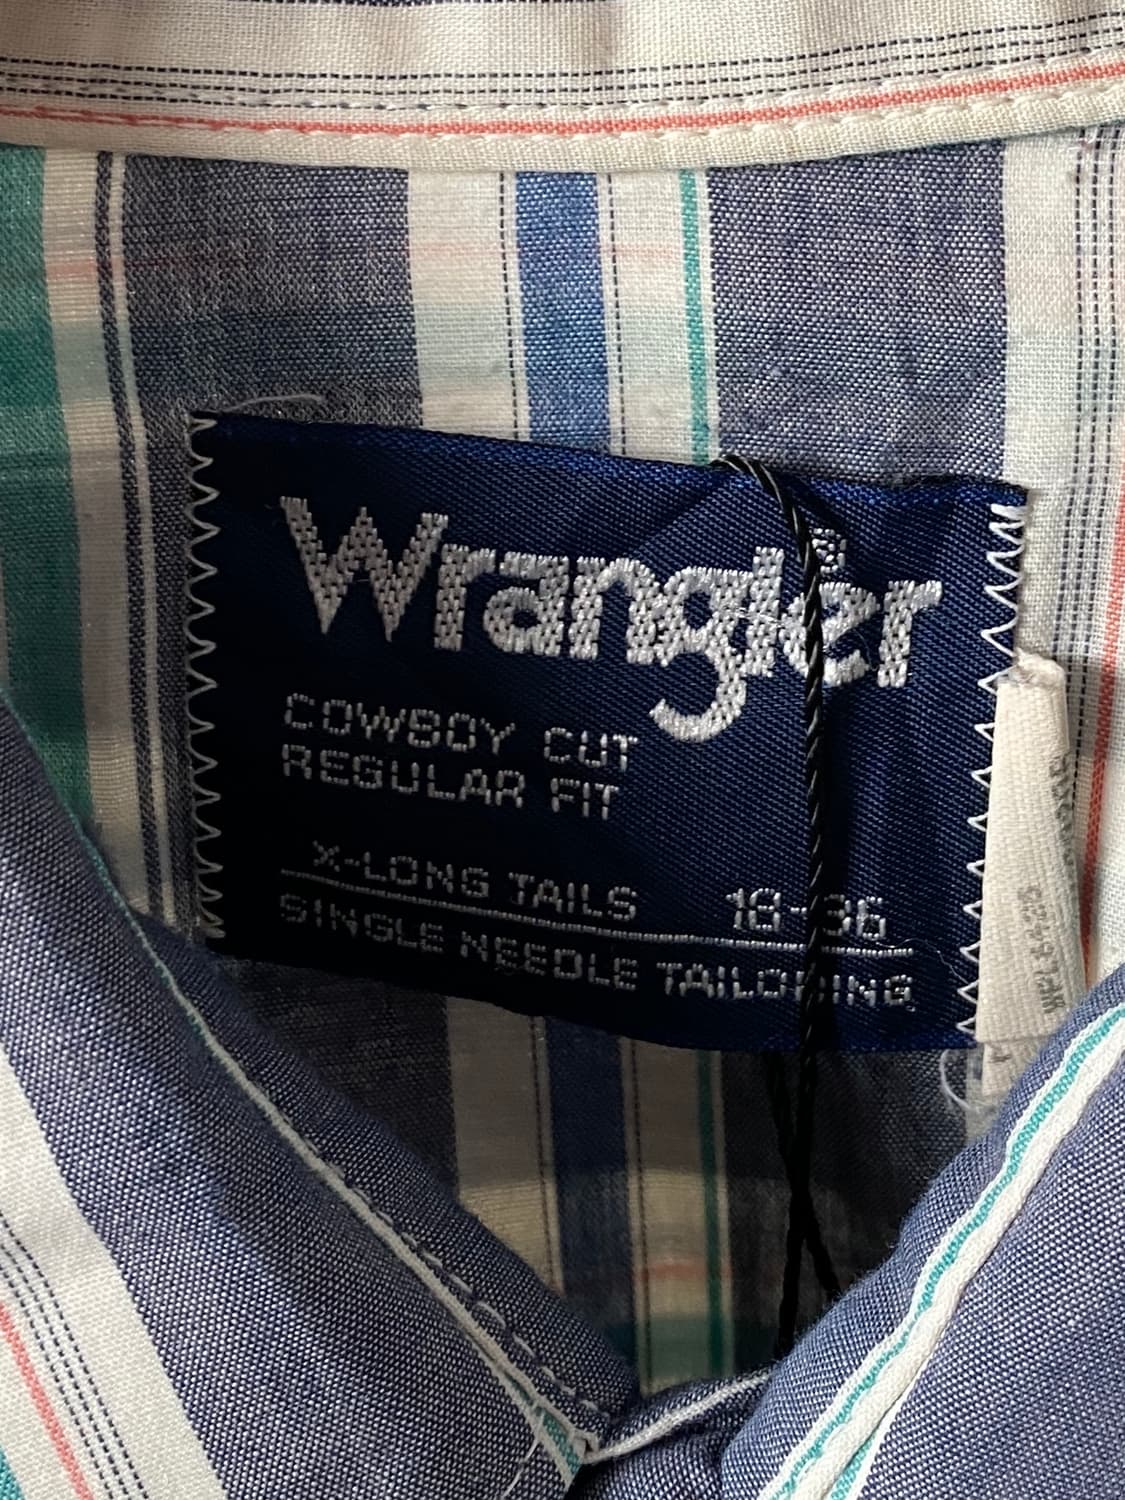 Wrangler®
COWBOY CUT
REGULAR FIT
X-LONG TAILS 18-36
SINGLE NEEDLE TAILORING